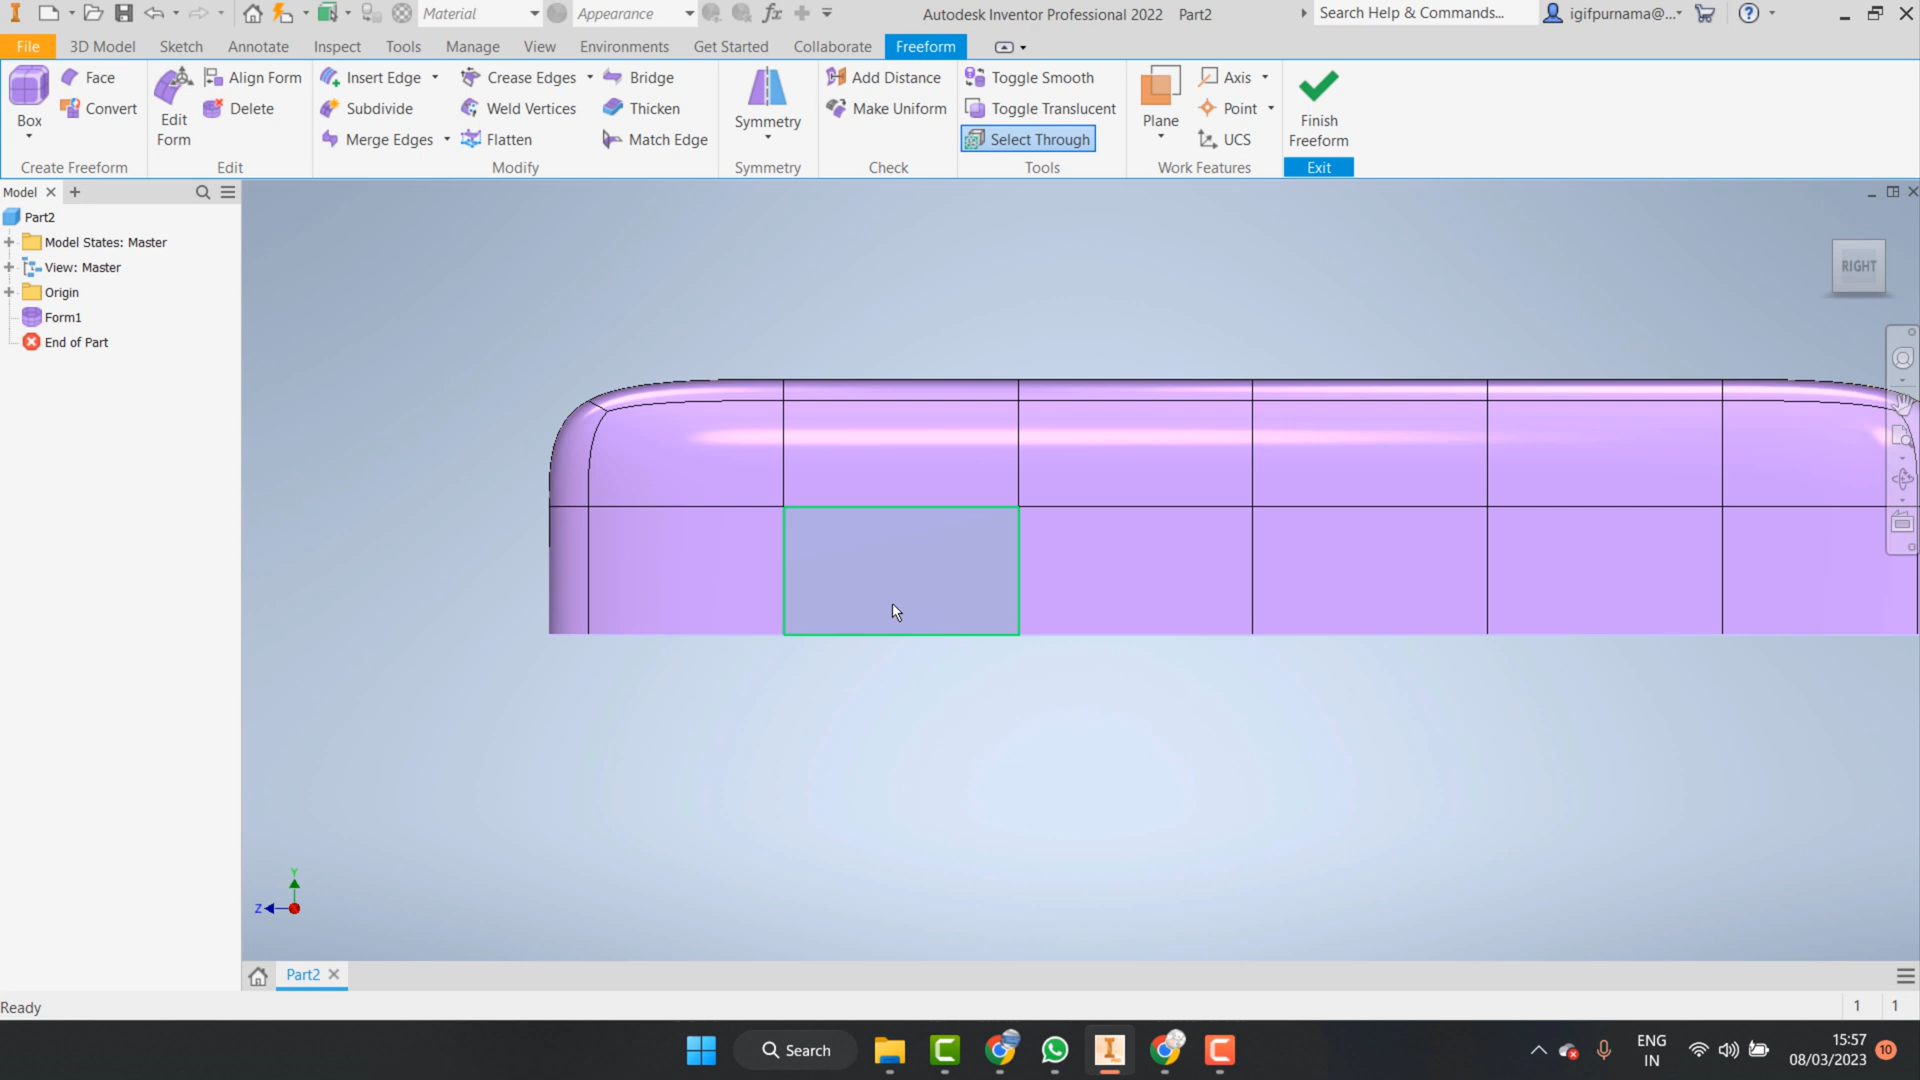 Material
Appearance
fx
Autodesk Inventor Professional 2022 Part2
Search Help & Commands...
igifpurnama@...
File
3D Model
Sketch
Annotate
Inspect
Tools
Manage
View
Environments
Get Started
Collaborate
Freeform
Box
Face
Convert
Create Freeform
Edit
Form
Align Form
Delete
Edit
Insert Edge
Subdivide
Merge Edges
Crease Edges
Weld Vertices
Flatten
Bridge
Thicken
Match Edge
Modify
Symmetry
Symmetry
Add Distance
Make Uniform
Check
Toggle Smooth
Toggle Translucent
Select Through
Tools
Plane
Axis
Point
UCS
Work Features
Finish
Freeform
Exit
Model
Part2
Model States: Master
View: Master
Origin
Form1
End of Part
RIGHT
Y
Z
Part2
Ready
1 1
Search
ENG
IN
15:57
08/03/2023
10